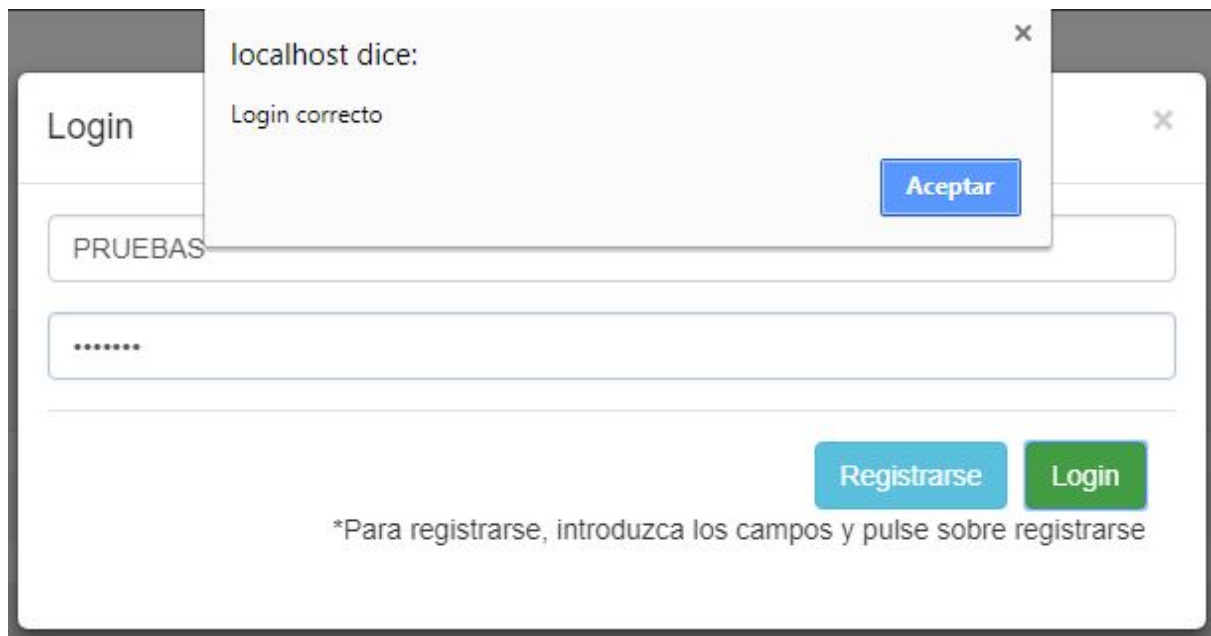 localhost dice:
Login correcto
Aceptar
Login
PRUEBAS
•••••••
Registrarse
Login
*Para registrarse, introduzca los campos y pulse sobre registrarse